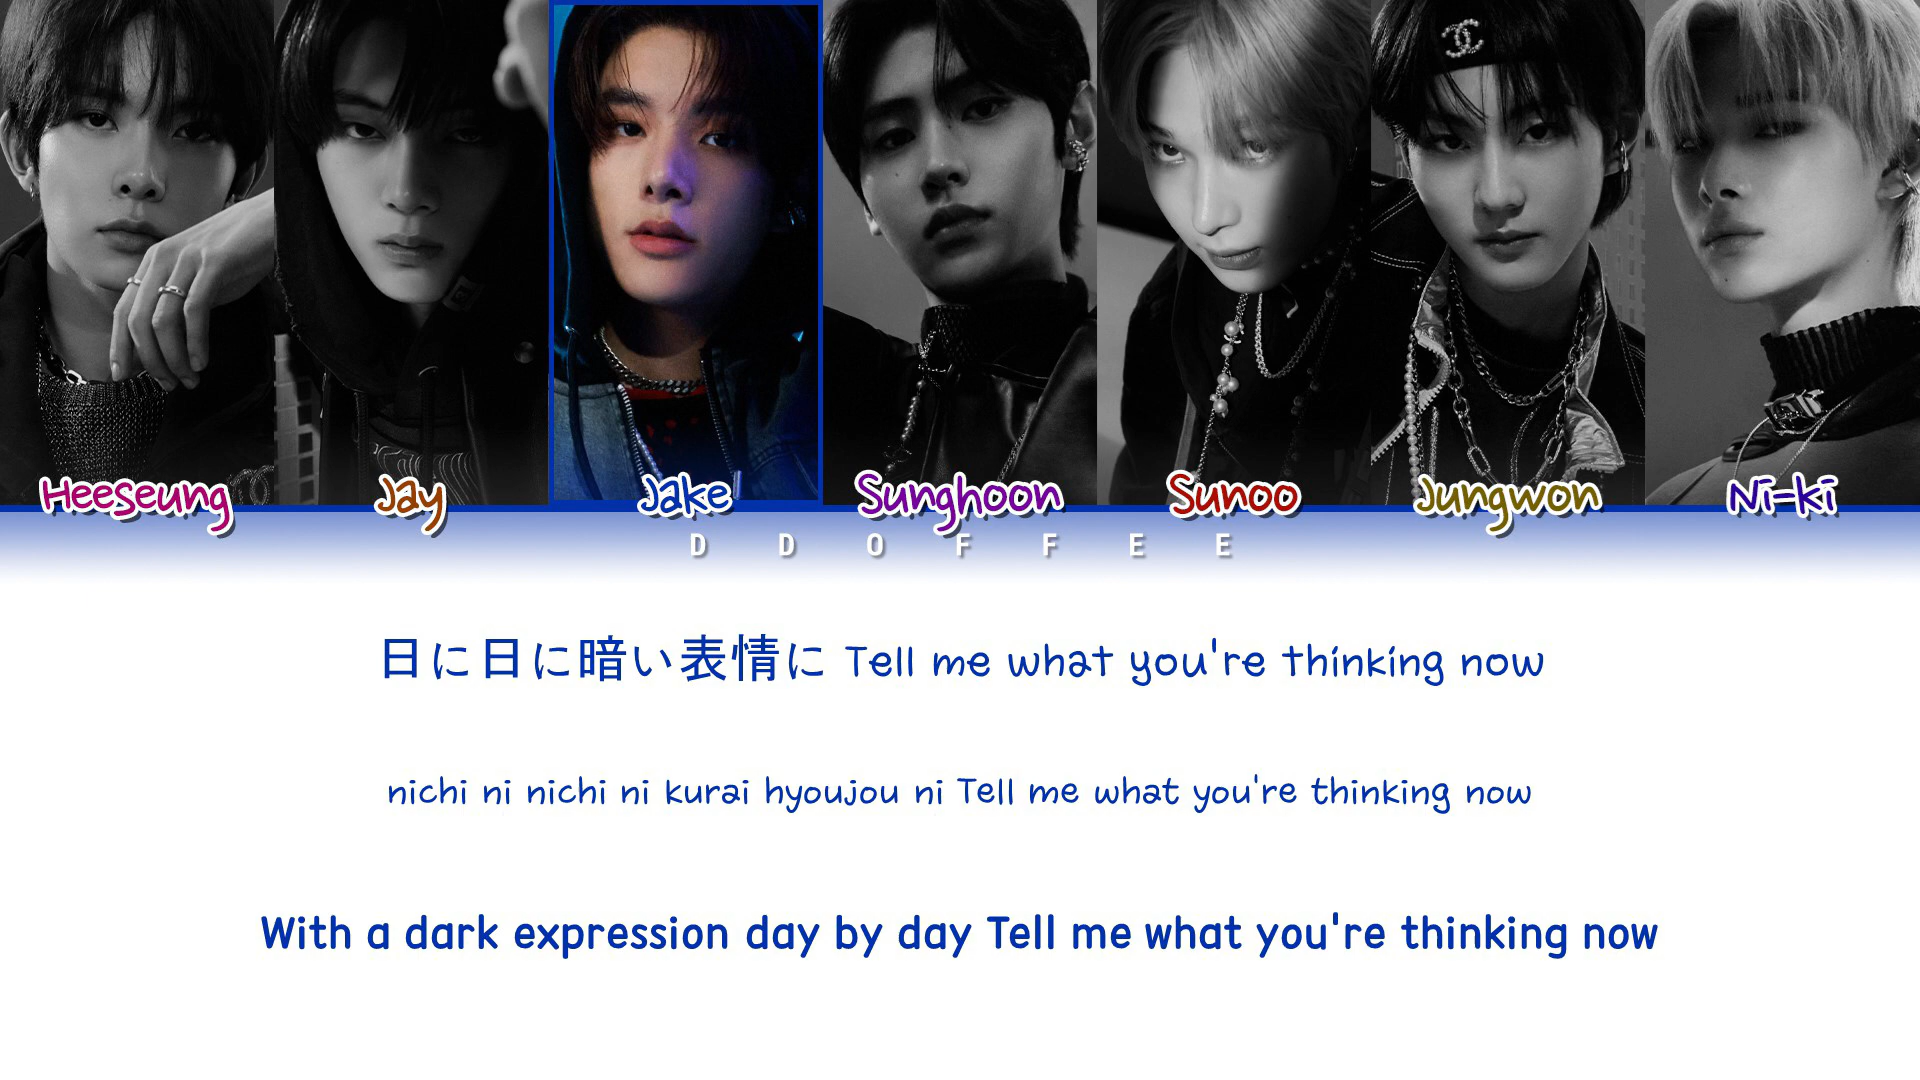 Heeseung Jay Jake Sunghoon Sunoo Jungwon Ni-ki
DDOFFEE
日に日に暗い表情に Tell me what you're thinking now
nichi ni nichi ni kurai hyoujou ni Tell me what you're thinking now
With a dark expression day by day Tell me what you're thinking now